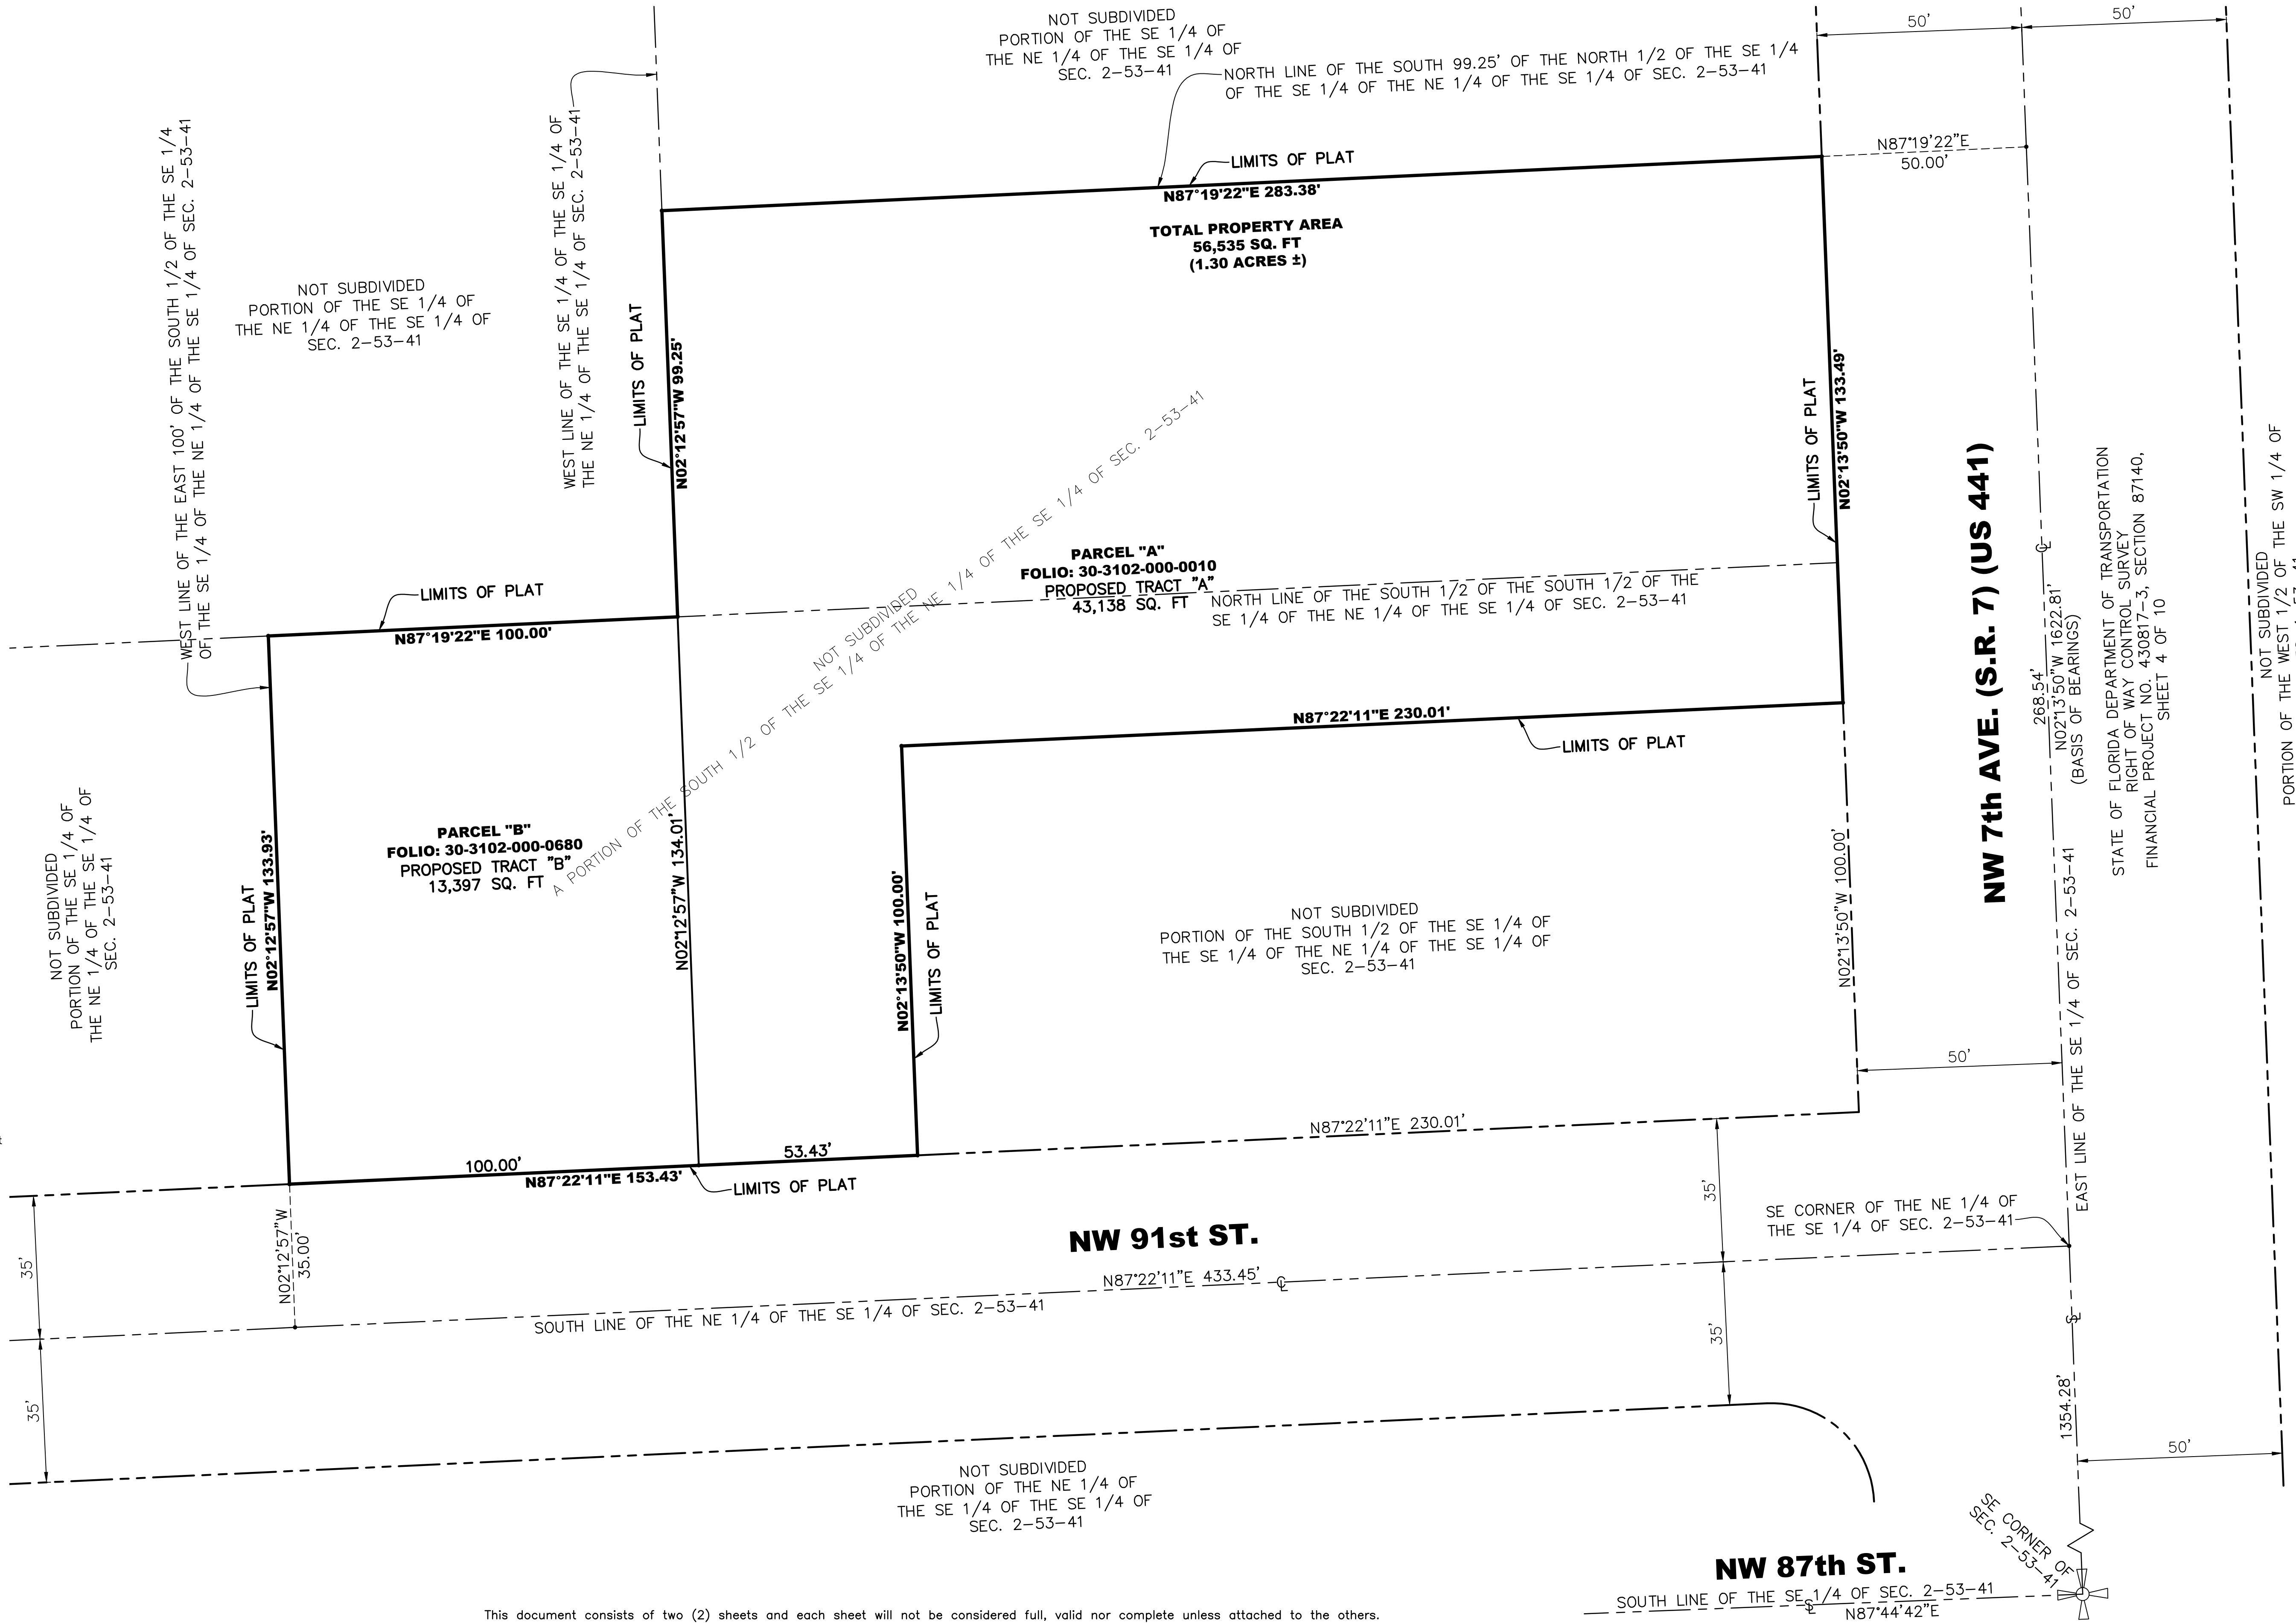 NOT SUBDIVIDED
PORTION OF THE SE 1/4 OF
THE NE 1/4 OF THE SE 1/4 OF
SEC. 2-53-41
NORTH LINE OF THE SOUTH 99.25' OF THE NORTH 1/2 OF THE SE 1/4
OF THE SE 1/4 OF THE NE 1/4 OF THE SE 1/4 OF SEC. 2-53-41
50'
50'
N87°19'22"E
50.00'
LIMITS OF PLAT
N87°19'22"E 283.38'
TOTAL PROPERTY AREA
56,535 SQ. FT
(1.30 ACRES ±)
WEST LINE OF THE EAST 100' OF THE SOUTH 1/2 OF THE SE 1/4
OF THE SE 1/4 OF THE NE 1/4 OF THE SE 1/4 OF SEC. 2-53-41
WEST LINE OF THE SE 1/4 OF THE SE 1/4 OF
THE NE 1/4 OF THE SE 1/4 OF SEC. 2-53-41
NOT SUBDIVIDED
PORTION OF THE SE 1/4 OF
THE NE 1/4 OF THE SE 1/4 OF
SEC. 2-53-41
LIMITS OF PLAT
N02°12'57"W 99.25'
LIMITS OF PLAT
N02°13'50"W 133.49'
NOT SUBDIVIDED
A PORTION OF THE SOUTH 1/2 OF THE SE 1/4 OF THE NE 1/4 OF THE SE 1/4 OF SEC. 2-53-41
PARCEL "A"
FOLIO: 30-3102-000-0010
PROPOSED TRACT "A"
43,138 SQ. FT
NORTH LINE OF THE SOUTH 1/2 OF THE SOUTH 1/2 OF THE
SE 1/4 OF THE NE 1/4 OF THE SE 1/4 OF SEC. 2-53-41
LIMITS OF PLAT
N87°19'22"E 100.00'
N87°22'11"E 230.01'
LIMITS OF PLAT
NW 7th AVE. (S.R. 7) (US 441)
268.54'
N02°13'50"W 1622.81'
(BASIS OF BEARINGS)
STATE OF FLORIDA DEPARTMENT OF TRANSPORTATION
RIGHT OF WAY CONTROL SURVEY
FINANCIAL PROJECT NO. 430817-3, SECTION 87140,
SHEET 4 OF 10
NOT SUBDIVIDED
PORTION OF THE WEST 1/2 OF THE SW 1/4 OF
NOT SUBDIVIDED
PORTION OF THE SE 1/4 OF
THE NE 1/4 OF THE SE 1/4 OF
SEC. 2-53-41
LIMITS OF PLAT
N02°12'57"W 133.93'
PARCEL "B"
FOLIO: 30-3102-000-0680
PROPOSED TRACT "B"
13,397 SQ. FT
N02°12'57"W 134.01'
N02°13'50"W 100.00'
LIMITS OF PLAT
NOT SUBDIVIDED
PORTION OF THE SOUTH 1/2 OF THE SE 1/4 OF
THE SE 1/4 OF THE NE 1/4 OF THE SE 1/4 OF
SEC. 2-53-41
N02°13'50"W 100.00'
50'
EAST LINE OF THE SE 1/4 OF SEC. 2-53-41
N87°22'11"E 230.01'
100.00'
53.43'
N87°22'11"E 153.43'
LIMITS OF PLAT
35'
N02°12'57"W
35.00'
NW 91st ST.
35'
SE CORNER OF THE NE 1/4 OF
THE SE 1/4 OF SEC. 2-53-41
N87°22'11"E 433.45'
SOUTH LINE OF THE NE 1/4 OF THE SE 1/4 OF SEC. 2-53-41
35'
35'
1354.28'
50'
NOT SUBDIVIDED
PORTION OF THE NE 1/4 OF
THE SE 1/4 OF THE SE 1/4 OF
SEC. 2-53-41
SE CORNER OF
SEC. 2-53-41
NW 87th ST.
SOUTH LINE OF THE SE 1/4 OF SEC. 2-53-41
N87°44'42"E
This document consists of two (2) sheets and each sheet will not be considered full, valid nor complete unless attached to the others.